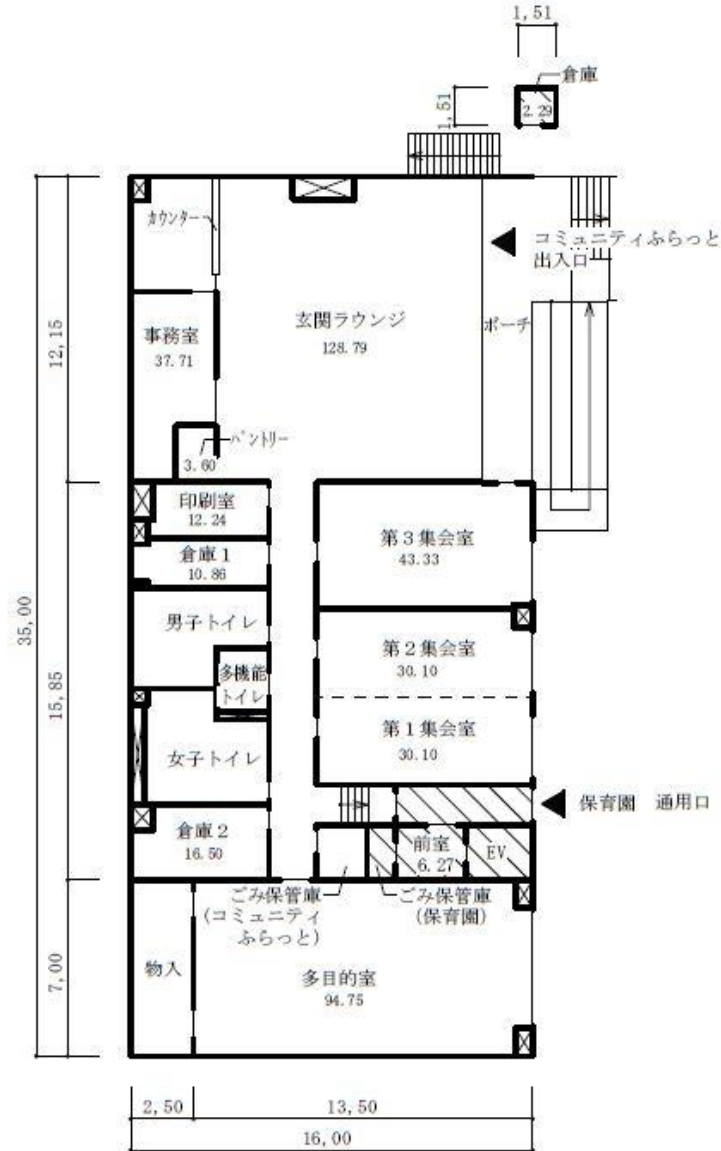 1,51
倉庫
1,51
2.29
カウンター
コミュニティふらっと
出入口
玄関ラウンジ
128.79
ポーチ
事務室
37.71
12,15
パントリー
3.60
印刷室
12.24
第3集会室
43.33
倉庫1
10.86
男子トイレ
35,00
15,85
多機能
トイレ
第2集会室
30.10
第1集会室
30.10
女子トイレ
保育園 通用口
倉庫2
16.50
前室
6.27
EV
ごみ保管庫
(コミュニティ
ふらっと)
ごみ保管庫
(保育園)
7,00
物入
多目的室
94.75
2,50
13,50
16,00